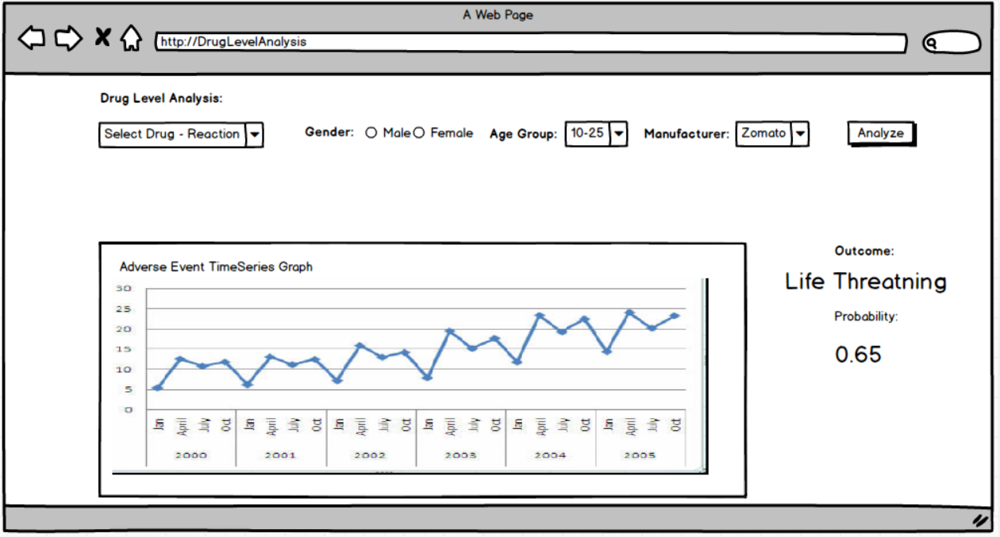 A Web Page
http://DrugLevelAnalysis
Drug Level Analysis:
Select Drug - Reaction Gender: Male Female Age Group: 10-25 Manufacturer: Zomato Analyze
Adverse Event TimeSeries Graph
30
25
20
15
10
5
0
Jan April July Oct Jan April July Oct Jan April July Oct Jan April July Oct Jan April July Oct Jan April July Oct
2000 2001 2002 2003 2004 2005
Outcome:
Life Threatning
Probability:
0.65